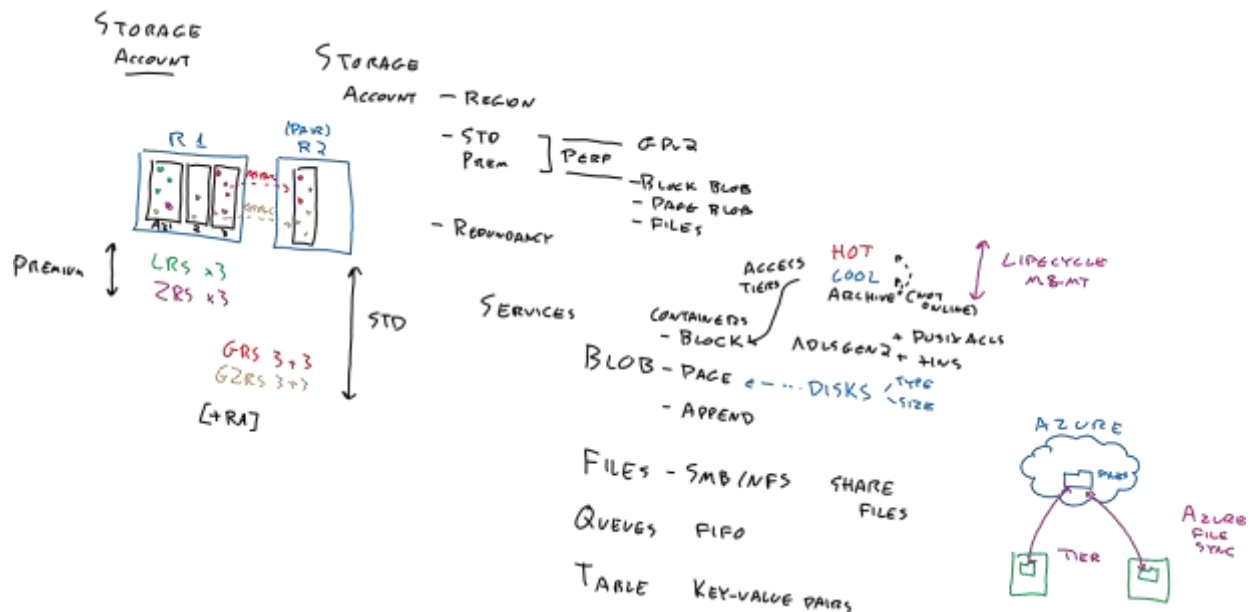 STORAGE
ACCOUNT
R 1
(PAIR)
R 2
GRS
GZRS
AZ1 2 3
PREMIUM
LRS x3
ZRS x3
GRS 3+3
GZRS 3+3
[+RA]
STD
STORAGE
ACCOUNT - REGION
- STD
PREM
PERF
GPv2
- BLOCK BLOB
- PAGE BLOB
- FILES
- REDUNDANCY
SERVICES
ACCESS
TIERS
HOT
COOL
ARCHIVE (NOT
ONLINE)
LIFECYCLE
MGMT
CONTAINERS
- BLOCK
ADLSGEN2
+ POSIX ACLS
+ HNS
BLOB - PAGE
DISKS
TYPE
SIZE
- APPEND
FILES - SMB/NFS SHARE
FILES
QUEUES FIFO
TABLE KEY-VALUE PAIRS
AZURE
FILES
TIER
AZURE
FILE
SYNC